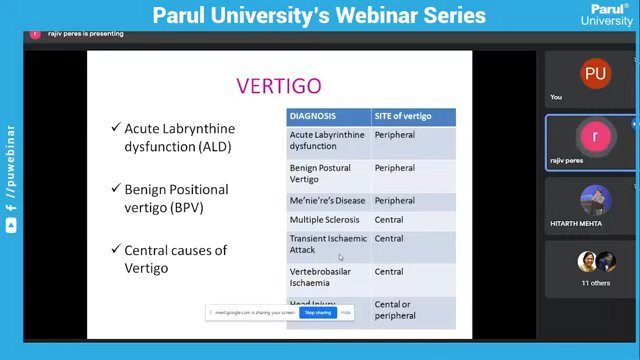 Parul University's Webinar Series
Parul®
University
r rajiv peres is presenting
VERTIGO
✓ Acute Labrynthine
dysfunction (ALD)
✓ Benign Positional
vertigo (BPV)
✓ Central causes of
Vertigo
DIAGNOSIS SITE of vertigo
Acute Labyrinthine
dysfunction Peripheral
Benign Postural
Vertigo Peripheral
Me'nie're's Disease Peripheral
Multiple Sclerosis Central
Transient Ischaemic
Attack Central
Vertebrobasilar
Ischaemia Central
Head Injury Cental or
peripheral
meet.google.com is sharing your screen. Stop sharing Hide
PU
You
r
rajiv peres
HITARTH MEHTA
11 others
/puwebinar